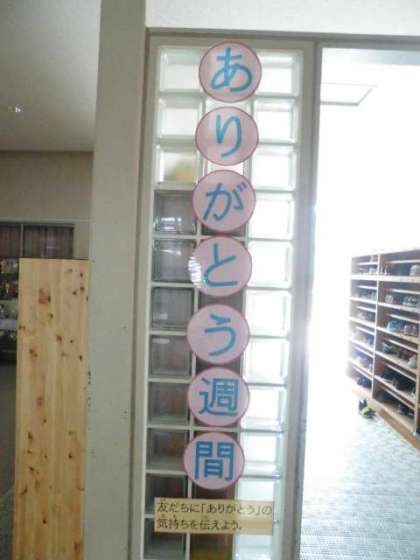 ありがとう週間
友だちに「ありがとう」の
気持ちを伝えよう。